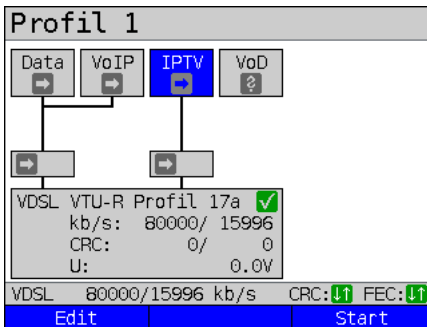 Profil 1
Data VoIP IPTV VoD
VDSL VTU-R Profil 17a
kb/s: 80000/ 15996
CRC: 0/ 0
U: 0.0V
VDSL 80000/15996 kb/s CRC: FEC:
Edit Start